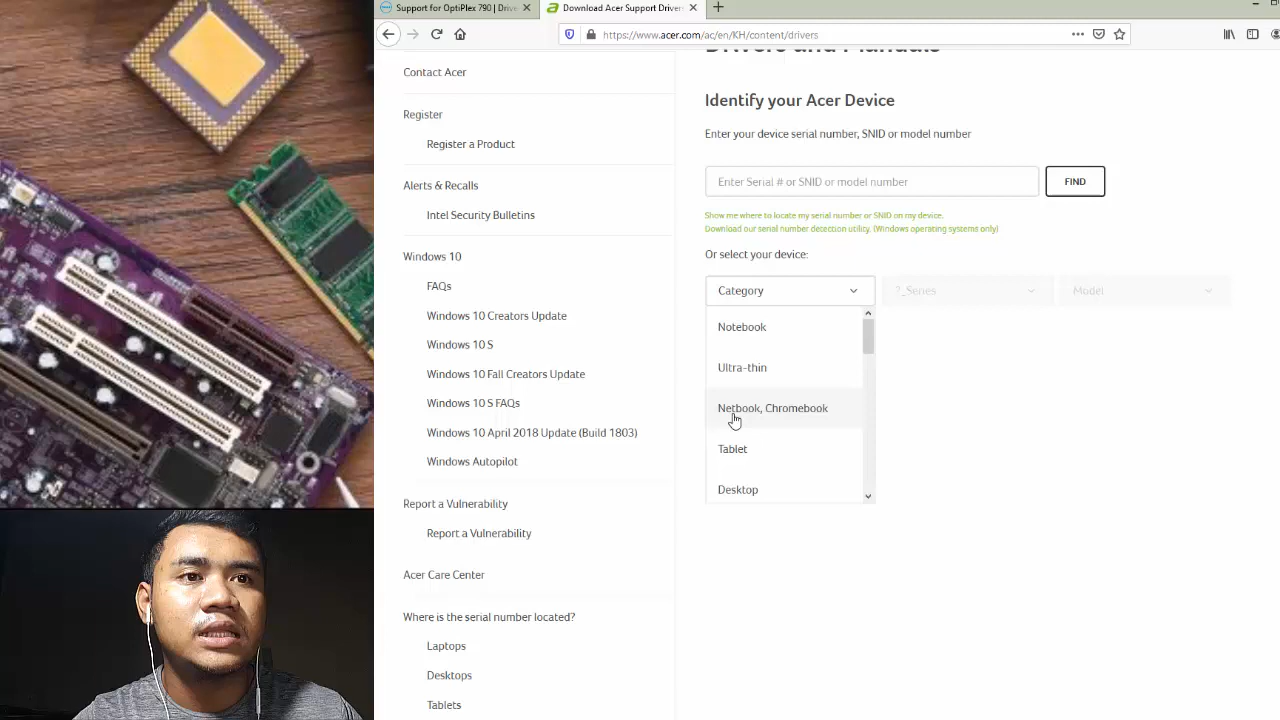 Support for OptiPlex 790 | Drive
Download Acer Support Drivers
https://www.acer.com/ac/en/KH/content/drivers
Drivers and Manuals
Contact Acer
Register
Register a Product
Alerts & Recalls
Intel Security Bulletins
Windows 10
FAQs
Windows 10 Creators Update
Windows 10 S
Windows 10 Fall Creators Update
Windows 10 S FAQs
Windows 10 April 2018 Update (Build 1803)
Windows Autopilot
Report a Vulnerability
Report a Vulnerability
Acer Care Center
Where is the serial number located?
Laptops
Desktops
Tablets
Identify your Acer Device
Enter your device serial number, SNID or model number
Enter Serial # or SNID or model number
FIND
Show me where to locate my serial number or SNID on my device.
Download our serial number detection utility. (Windows operating systems only)
Or select your device:
Category
?_Series
Model
Notebook
Ultra-thin
Netbook, Chromebook
Tablet
Desktop